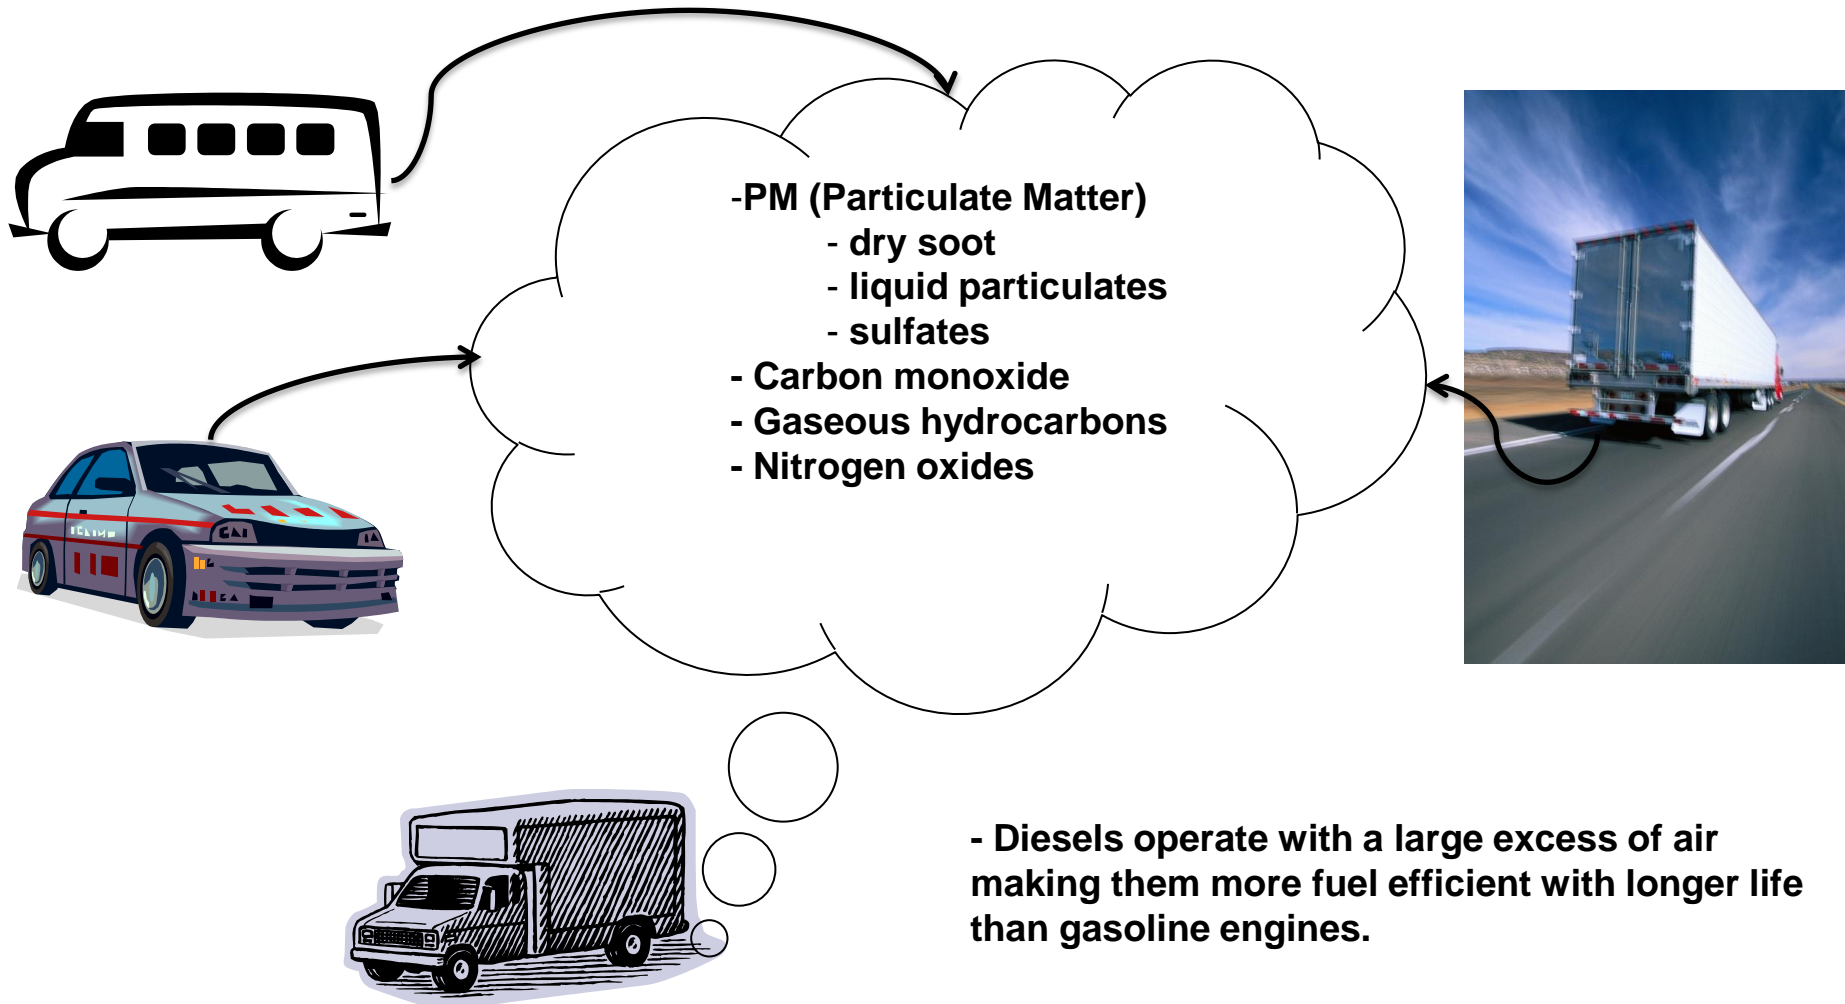 -PM (Particulate Matter)
- dry soot
- liquid particulates
- sulfates
- Carbon monoxide
- Gaseous hydrocarbons
- Nitrogen oxides
- Diesels operate with a large excess of air
making them more fuel efficient with longer life
than gasoline engines.